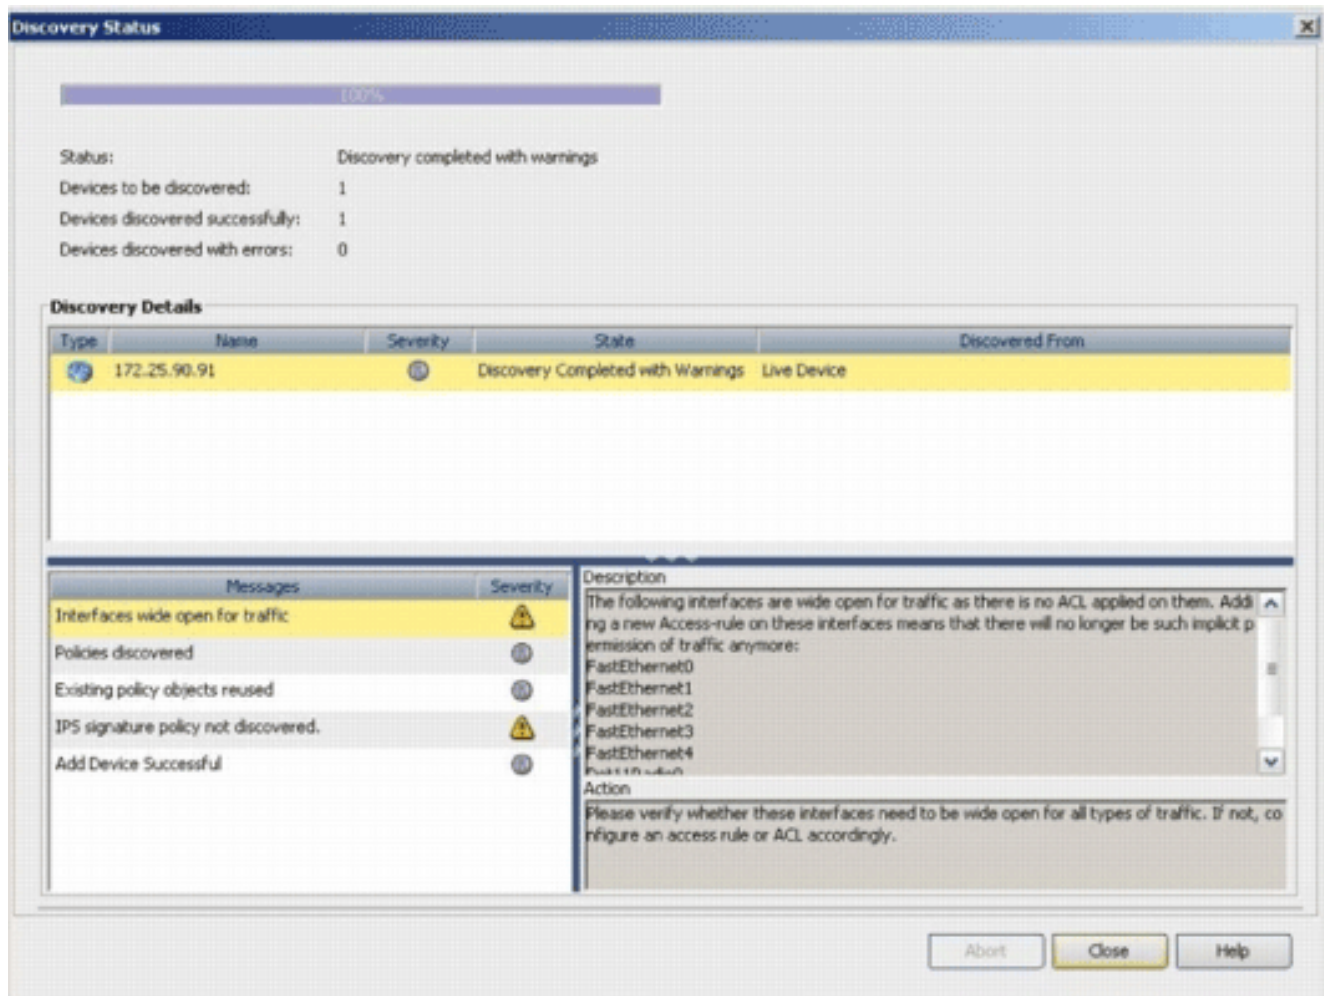 Discovery Status
100%
Status: Discovery completed with warnings
Devices to be discovered: 1
Devices discovered successfully: 1
Devices discovered with errors: 0
Discovery Details
Type Name Severity State Discovered From
172.25.90.91 Discovery Completed with Warnings Live Device
Messages Severity
Interfaces wide open for traffic
Policies discovered
Existing policy objects reused
IPS signature policy not discovered.
Add Device Successful
Description
The following interfaces are wide open for traffic as there is no ACL applied on them. Addi
ng a new Access-rule on these interfaces means that there will no longer be such implicit p
ermission of traffic anymore:
FastEthernet0
FastEthernet1
FastEthernet2
FastEthernet3
FastEthernet4
Dot11Radio0
Action
Please verify whether these interfaces need to be wide open for all types of traffic. If not, co
nfigure an access rule or ACL accordingly.
Abort Close Help